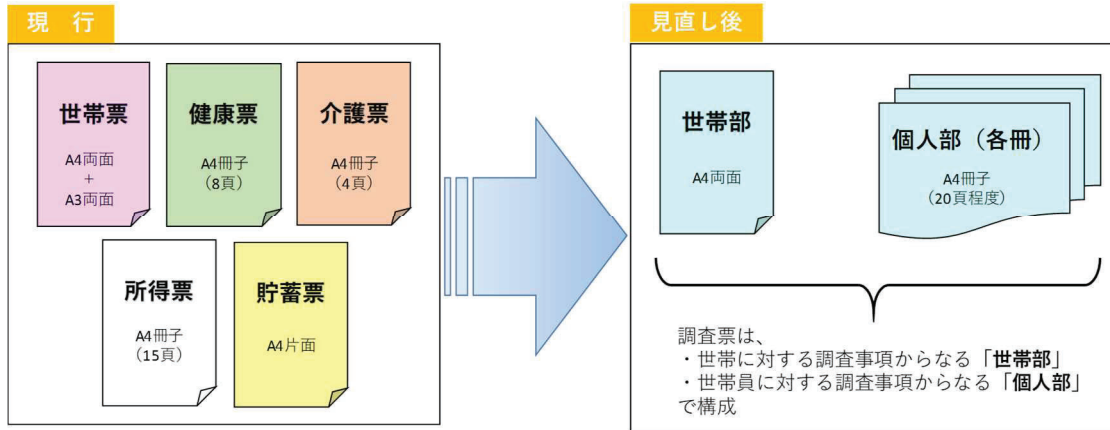 現　行
世帯票
A4両面
+
A3両面
健康票
A4冊子
(8頁)
介護票
A4冊子
(4頁)
所得票
A4冊子
(15頁)
貯蓄票
A4片面
見直し後
世帯部
A4両面
個人部（各冊）
A4冊子
(20頁程度)
調査票は、
・世帯に対する調査事項からなる「世帯部」
・世帯員に対する調査事項からなる「個人部」
で構成